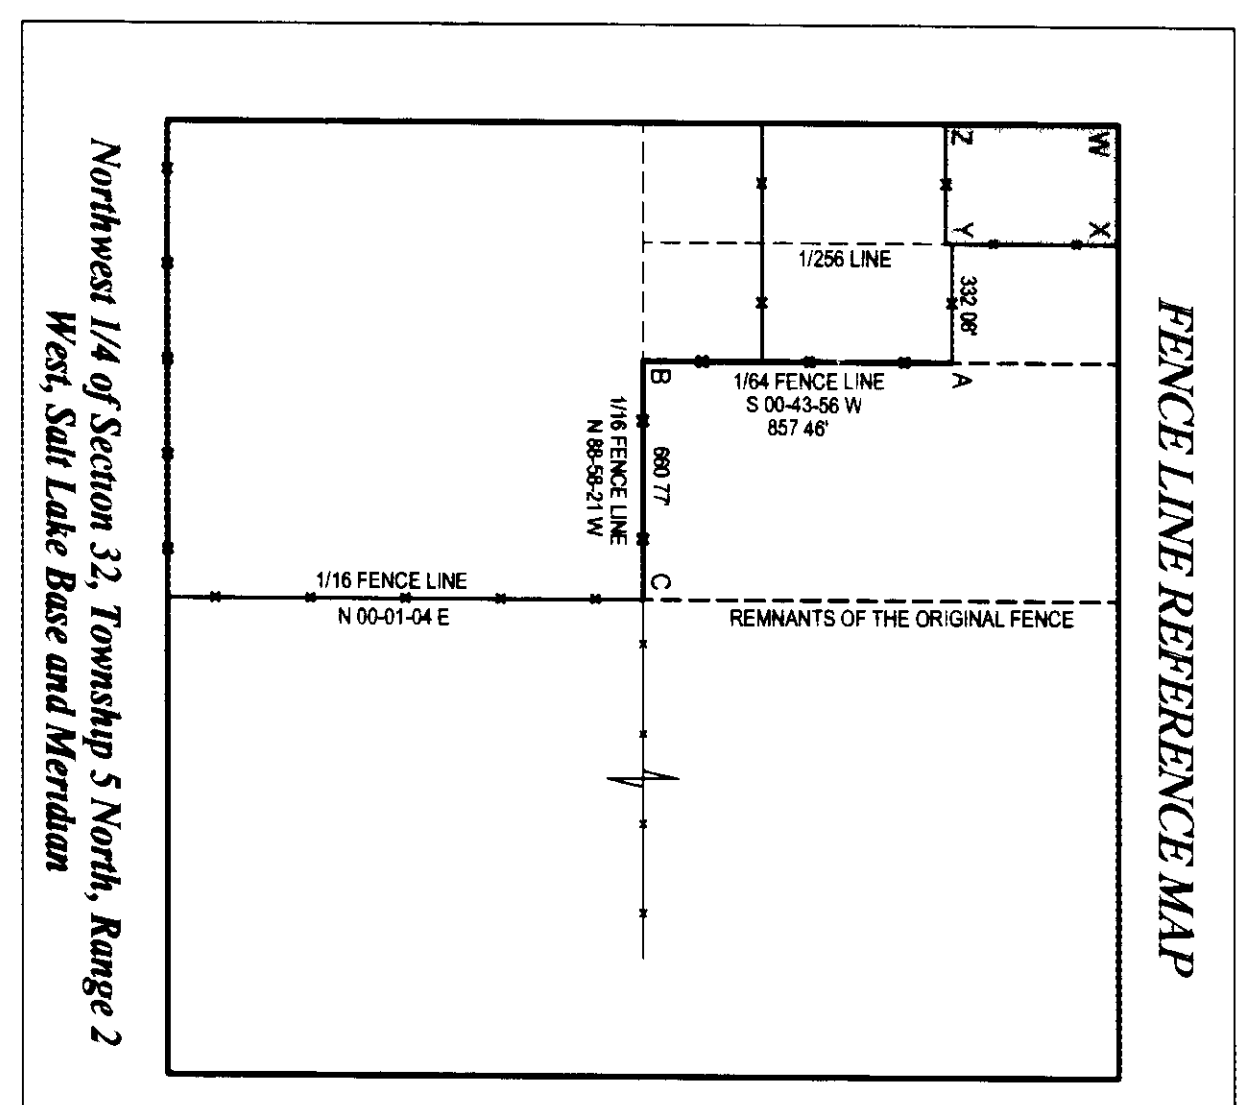 FENCE LINE REFERENCE MAP
W
X
Z
Y
332 08'
A
1/256 LINE
1/64 FENCE LINE
S 00-43-56 W
857 46'
B
660 77'
C
1/16 FENCE LINE
N 88-58-21 W
1/16 FENCE LINE
N 00-01-04 E
REMNANTS OF THE ORIGINAL FENCE
Northwest 1/4 of Section 32, Township 5 North, Range 2
West, Salt Lake Base and Meridian